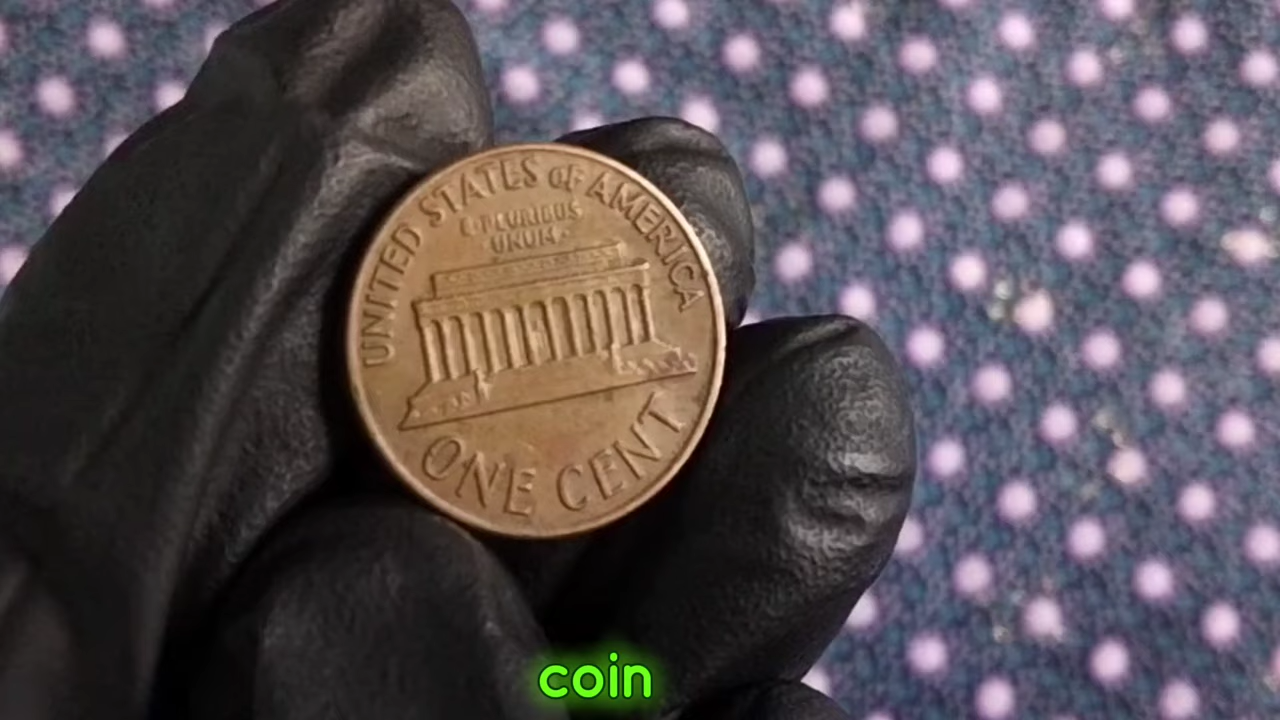 UNITED STATES OF AMERICA
E·PLURIBUS
UNUM·
ONE CENT
coin